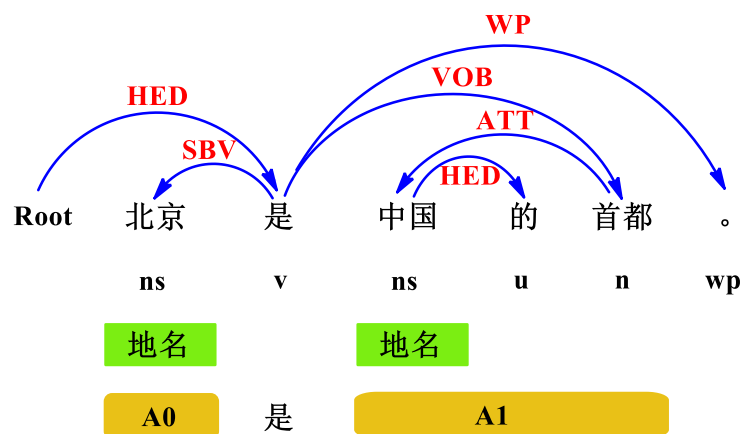 WP
VOB
HED
ATT
SBV
HED
Root 北京 是 中国 的 首都 。
ns v ns u n wp
地名 地名
A0 是 A1